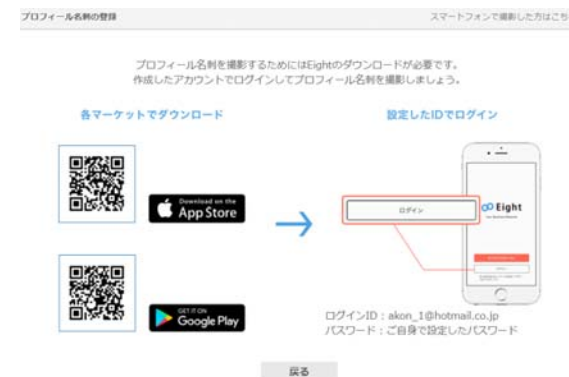 プロフィール名刺の登録
スマートフォンで撮影した方はこち
プロフィール名刺を撮影するためにはEightのダウンロードが必要です。
作成したアカウントでログインしてプロフィール名刺を撮影しましょう。
各マーケットでダウンロード
設定したIDでログイン
Download on the
App Store
ログイン
Eight
GET IT ON
Google Play
ログイン
ログインID：akon_1@hotmail.co.jp
パスワード：ご自身で設定したパスワード
戻る